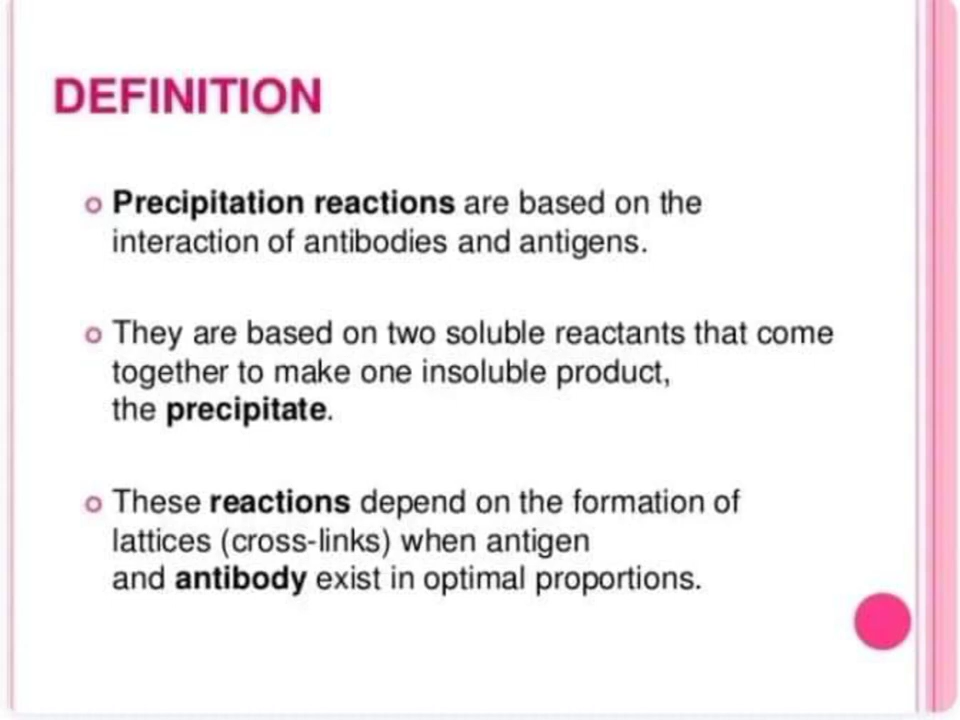 DEFINITION
Precipitation reactions are based on the
interaction of antibodies and antigens.
They are based on two soluble reactants that come
together to make one insoluble product,
the precipitate.
These reactions depend on the formation of
lattices (cross-links) when antigen
and antibody exist in optimal proportions.